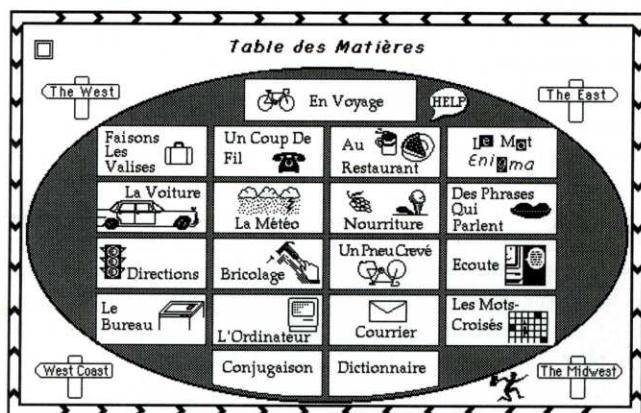 Table des Matières
The West
The East
En Voyage
HELP
Faisons
Les
Valises
Un Coup De
Fil
Au
Restaurant
Le Mot
Enigma
La Voiture
La Météo
Nourriture
Des Phrases
Qui
Parlent
Directions
Bricolage
Un Pneu Crevé
Ecoute
Le
Bureau
L'Ordinateur
Courrier
Les Mots-
Croisés
West Coast
Conjugaison
Dictionnaire
The Midwest